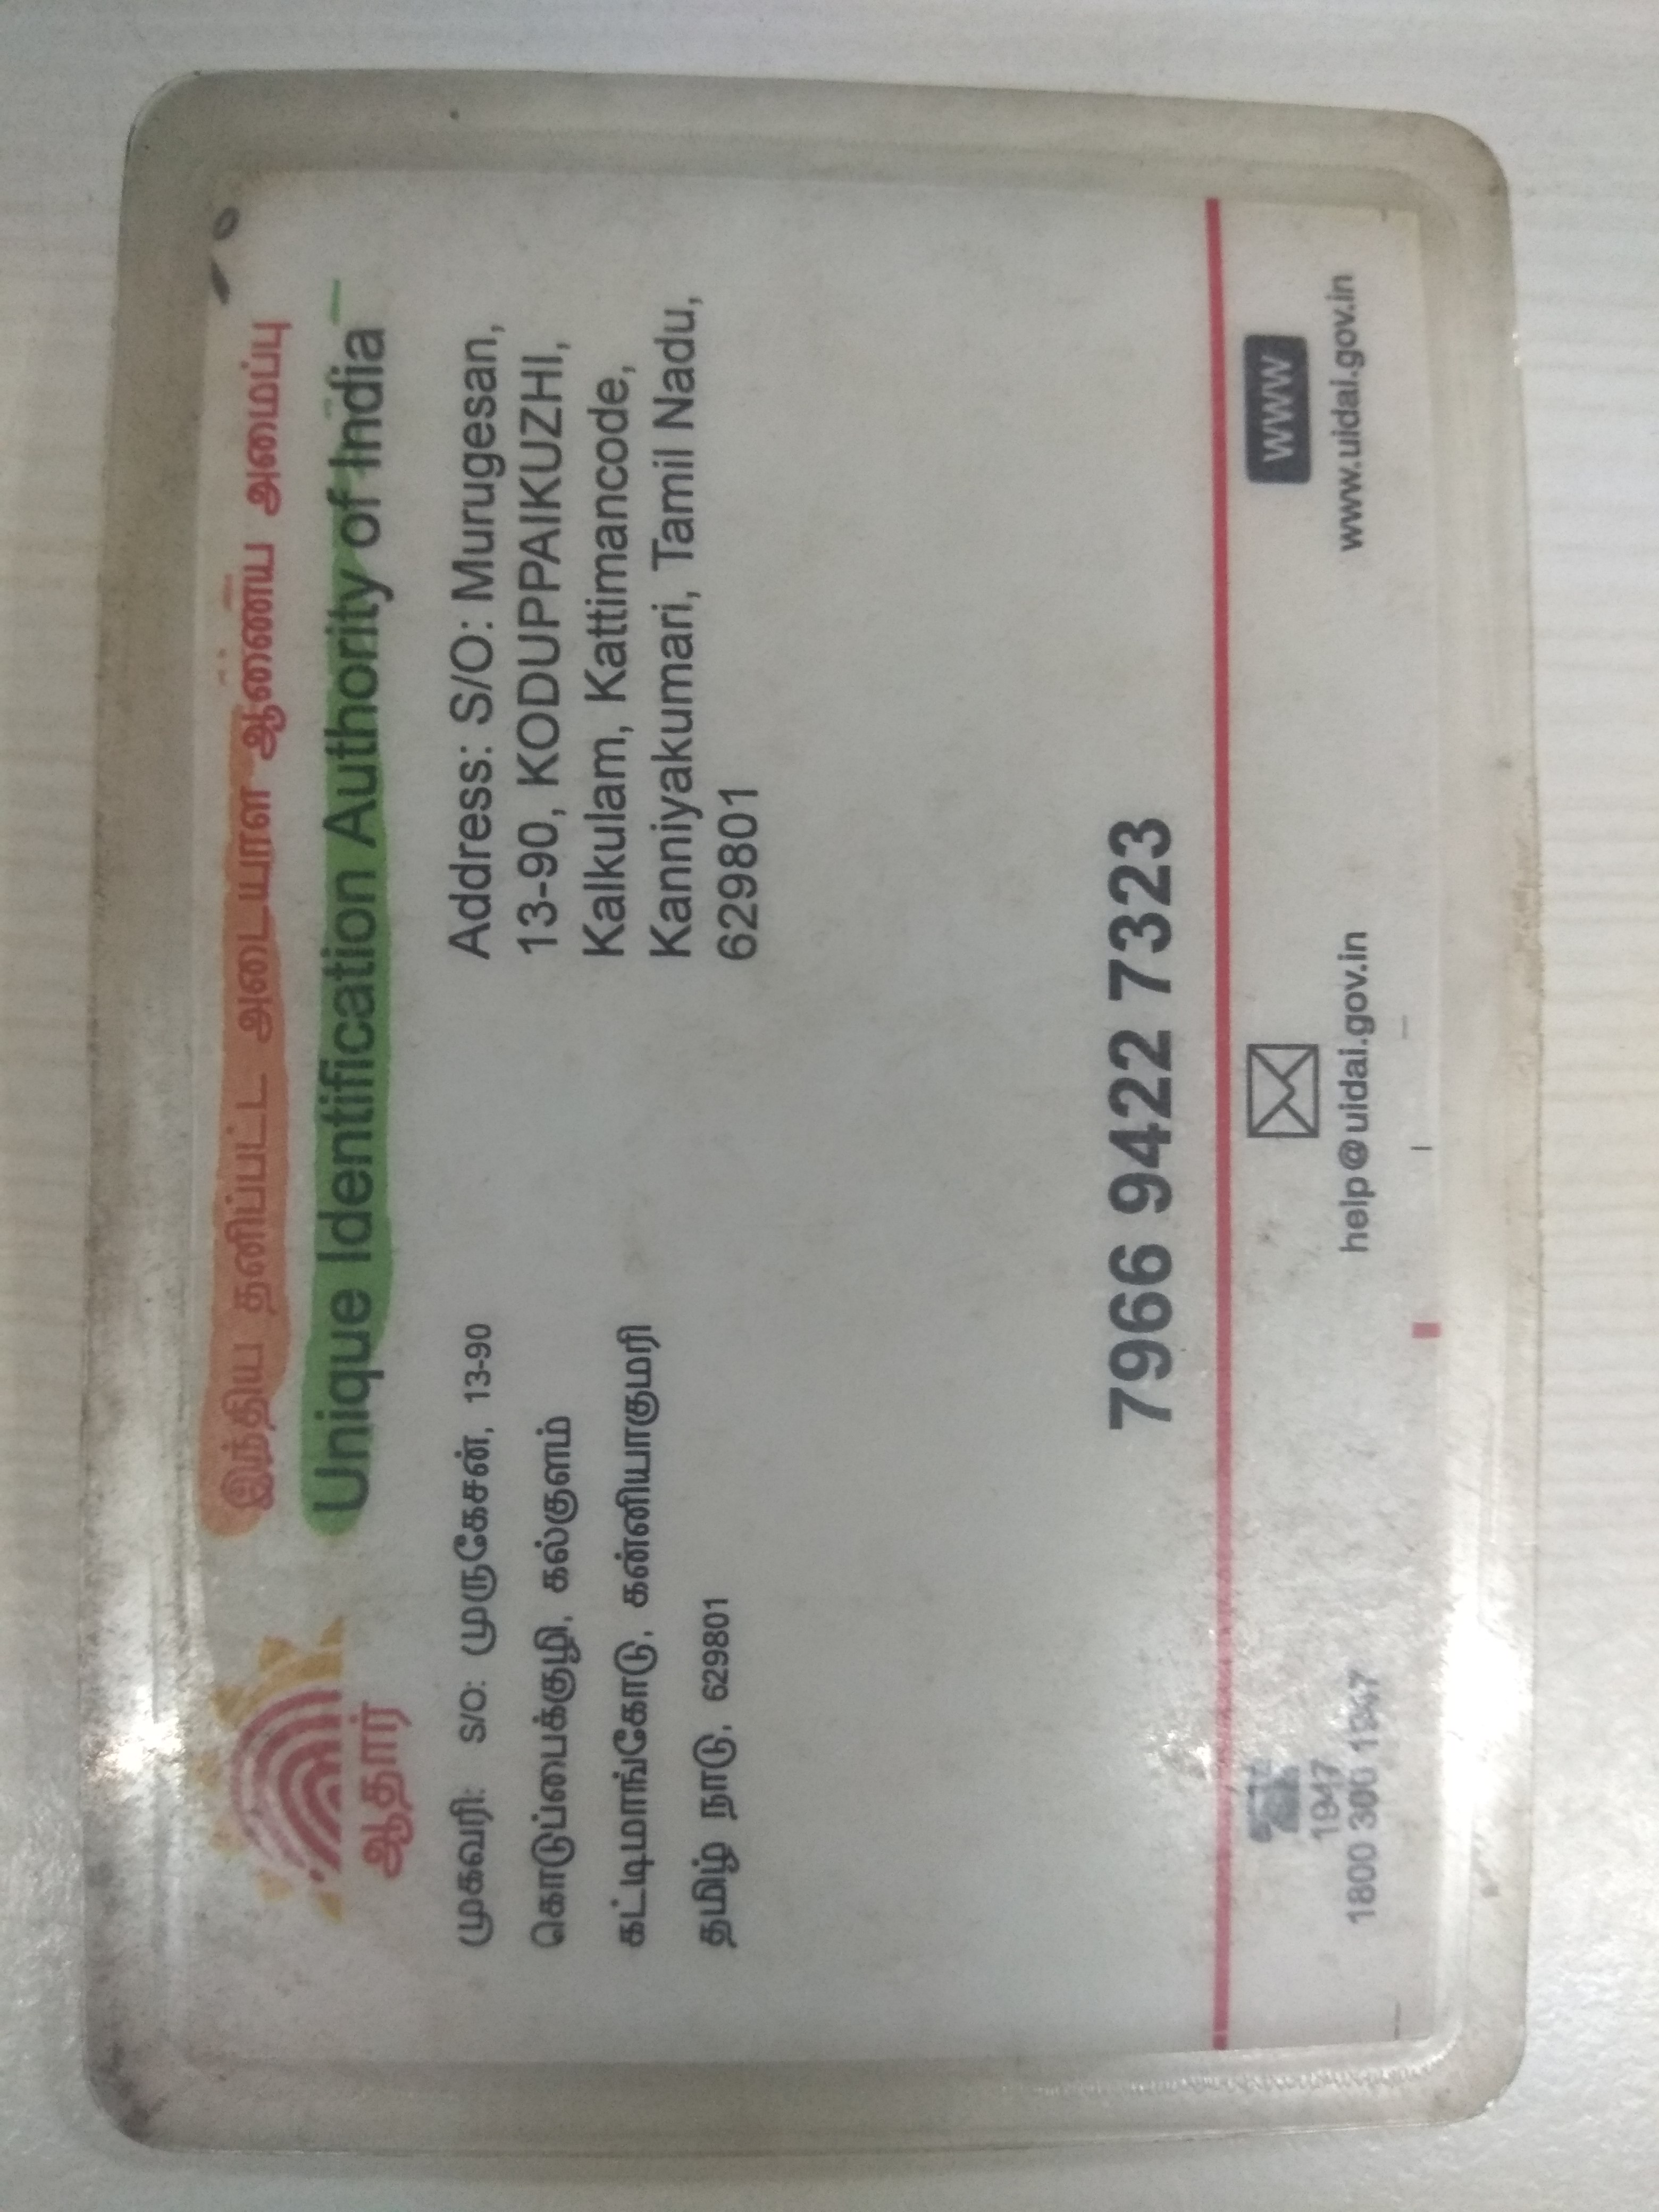 இந்திய தனிப்பட்ட அடையாள ஆணைய அமைப்பு
Unique Identification Authority of India
ஆதார்
முகவரி: S/O: முருகேசன், 13-90
கொடுப்பைக்குழி, கல்குளம்
கட்டிமாங்கோடு, கன்னியாகுமரி
தமிழ் நாடு, 629801
Address: S/O: Murugesan,
13-90, KODUPPAIKUZHI,
Kalkulam, Kattimancode,
Kanniyakumari, Tamil Nadu,
629801
7966 9422 7323
1947
1800 300 1947
help@uidai.gov.in
WWW
www.uidai.gov.in